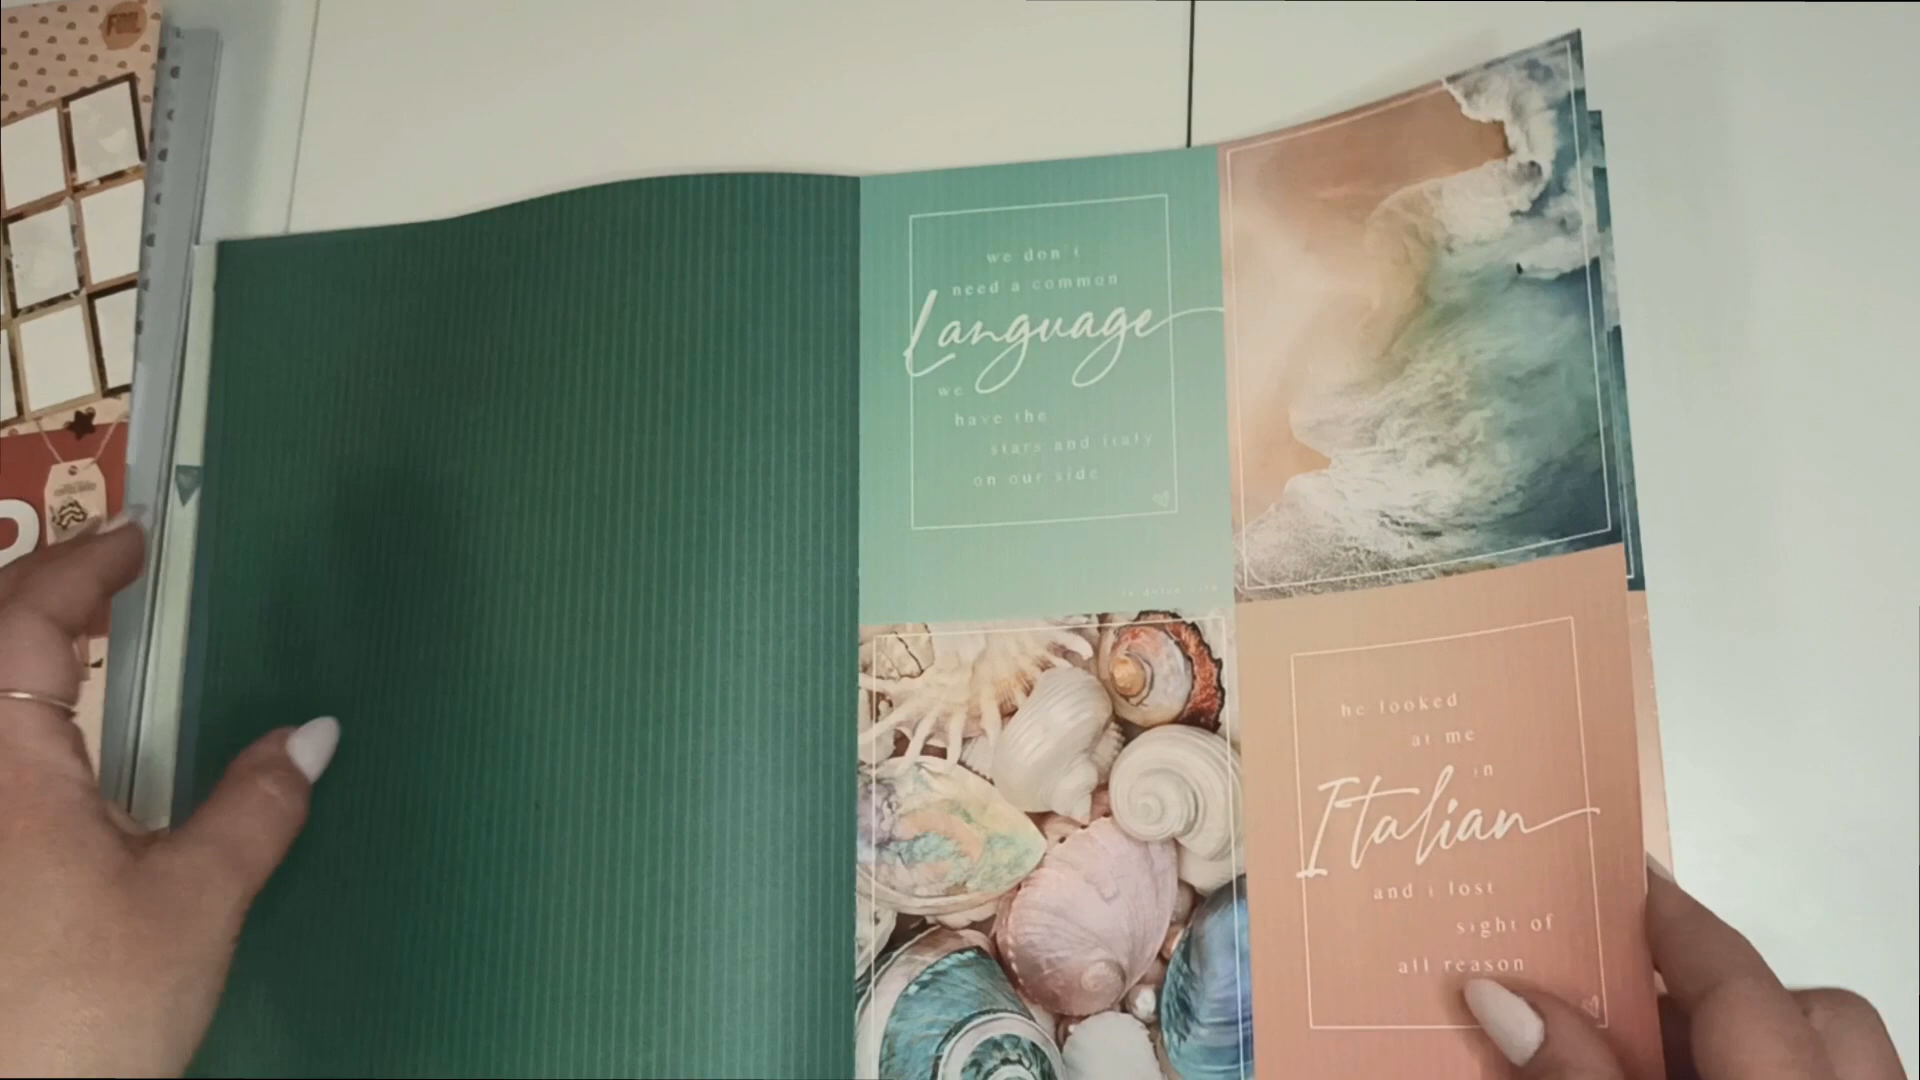 we don't
need a common
Language
we
have the
stars and italy
on our side
he looked
at me
in
Italian
and i lost
sight of
all reason